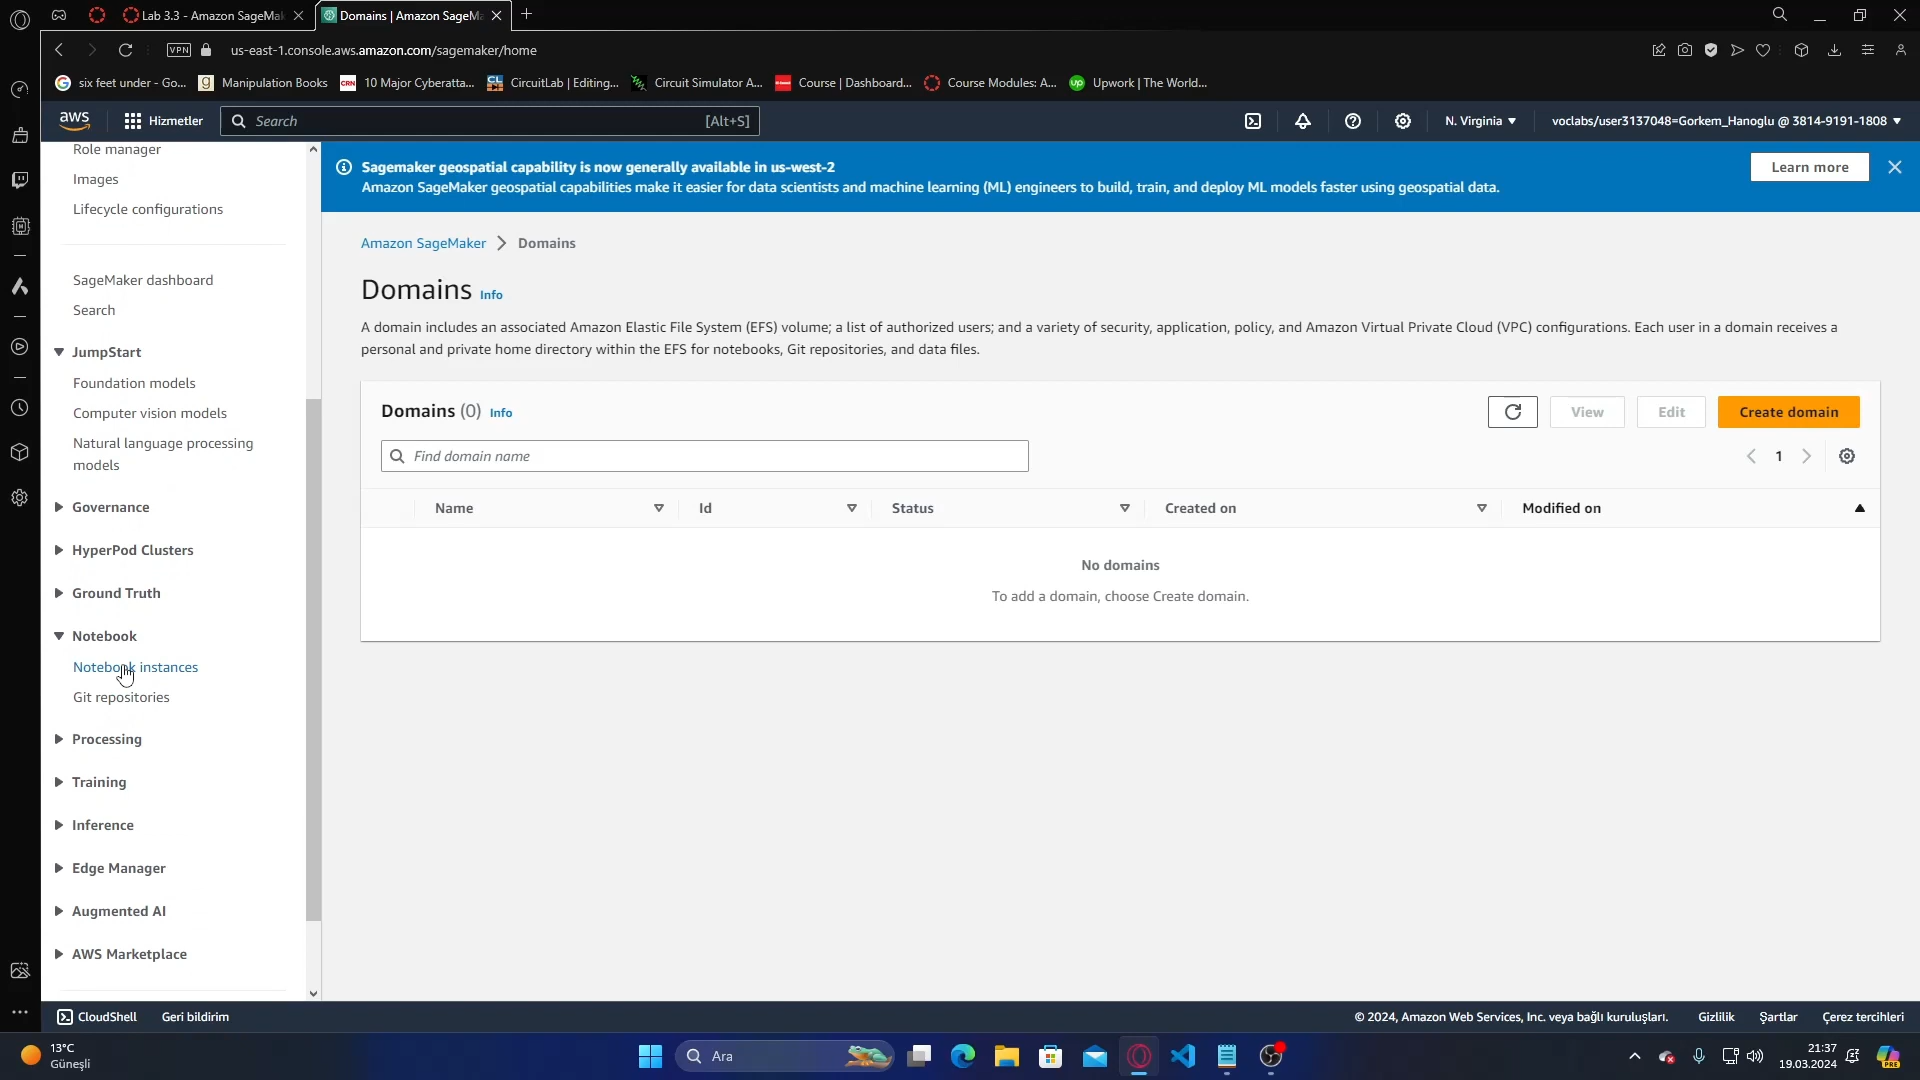 Lab 3.3 - Amazon SageMak
Domains | Amazon SageMa
VPN
us-east-1.console.aws.amazon.com/sagemaker/home
six feet under - Go...
Manipulation Books
CRN
10 Major Cyberatta...
CL
CircuitLab | Editing...
Circuit Simulator A...
Course | Dashboard...
Course Modules: A...
up
Upwork | The World...
aws
Hizmetler
Search
[Alt+S]
N. Virginia
voclabs/user3137048=Gorkem_Hanoglu @ 3814-9191-1808
Role manager
Images
Lifecycle configurations
SageMaker dashboard
Search
JumpStart
Foundation models
Computer vision models
Natural language processing
models
Governance
HyperPod Clusters
Ground Truth
Notebook
Notebook instances
Git repositories
Processing
Training
Inference
Edge Manager
Augmented AI
AWS Marketplace
Sagemaker geospatial capability is now generally available in us-west-2
Amazon SageMaker geospatial capabilities make it easier for data scientists and machine learning (ML) engineers to build, train, and deploy ML models faster using geospatial data.
Learn more
Amazon SageMaker
Domains
Domains Info
A domain includes an associated Amazon Elastic File System (EFS) volume; a list of authorized users; and a variety of security, application, policy, and Amazon Virtual Private Cloud (VPC) configurations. Each user in a domain receives a
personal and private home directory within the EFS for notebooks, Git repositories, and data files.
Domains (0) Info
View
Edit
Create domain
Find domain name
1
Name
Id
Status
Created on
Modified on
No domains
To add a domain, choose Create domain.
CloudShell
Geri bildirim
© 2024, Amazon Web Services, Inc. veya bağlı kuruluşları.
Gizlilik
Şartlar
Çerez tercihleri
13°C
Güneşli
Ara
21:37
19.03.2024
PRE